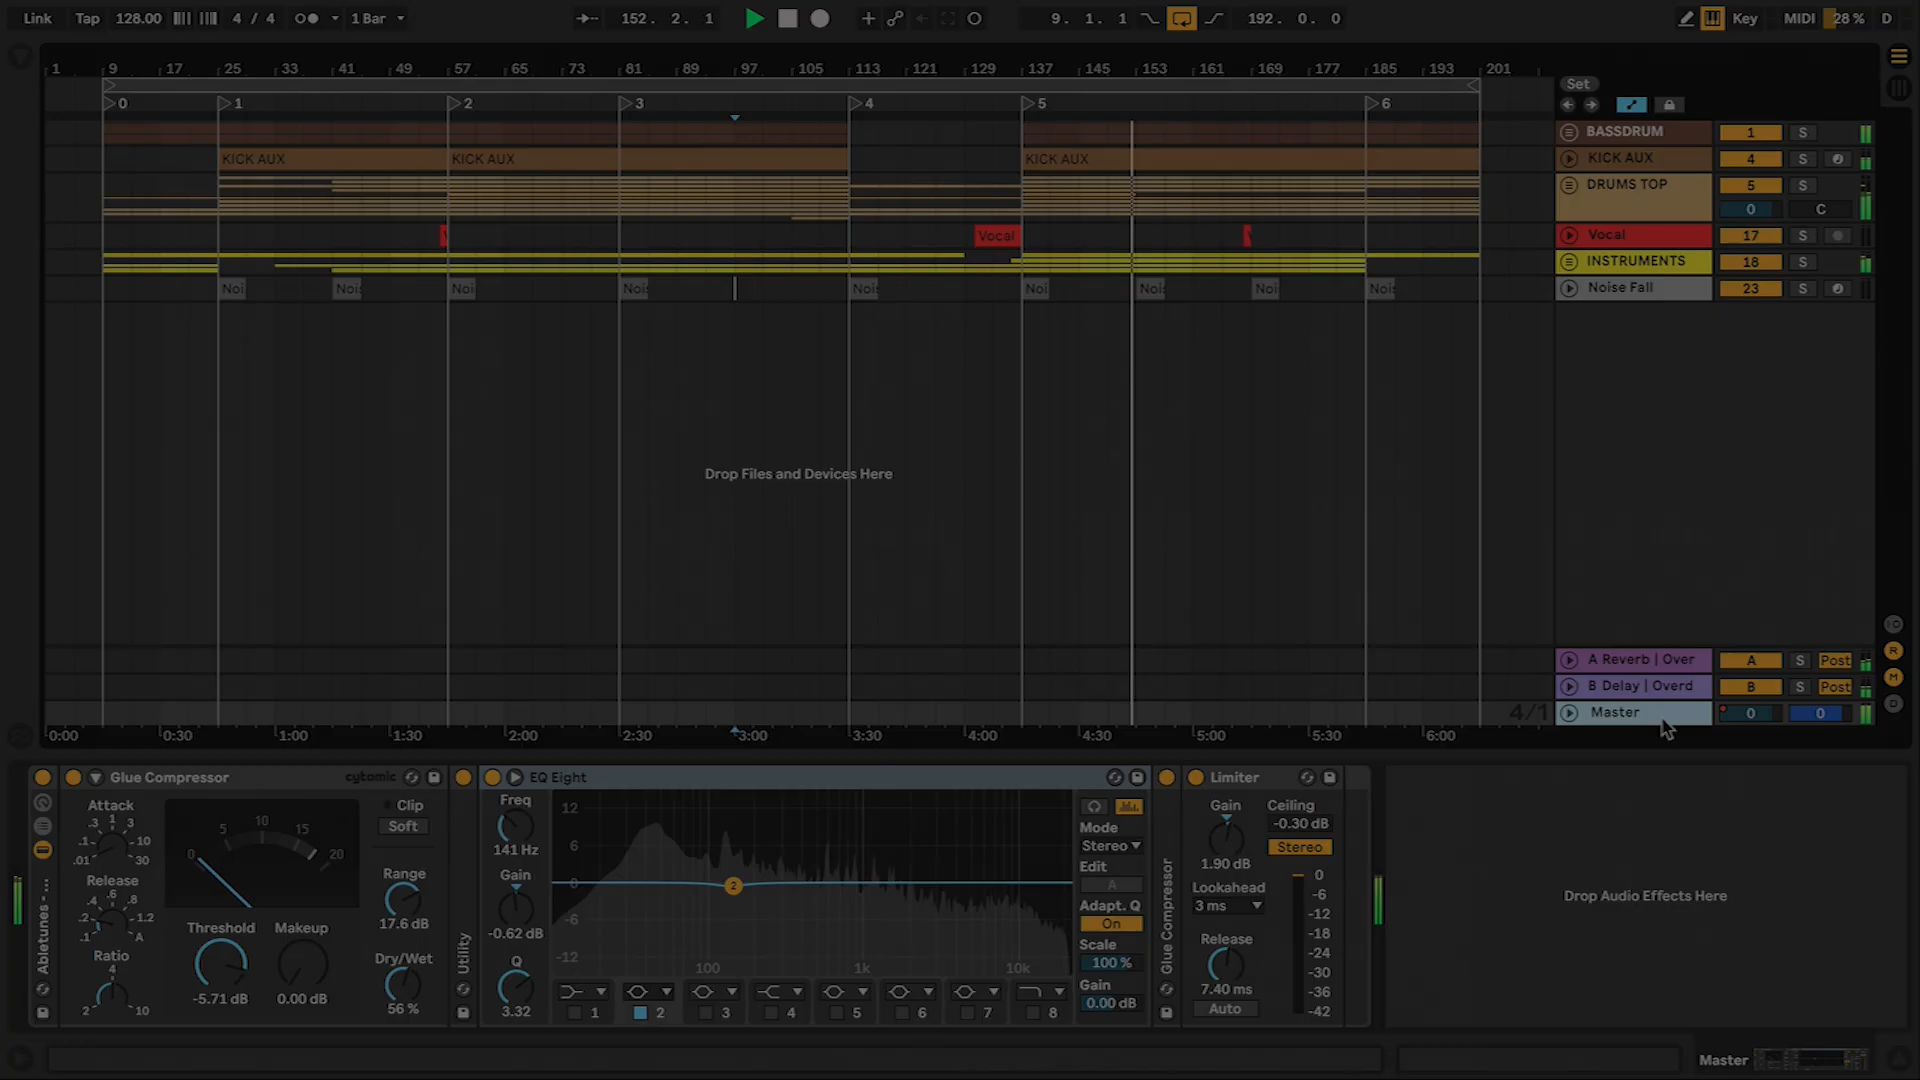 Link Tap 128.00 4 / 4 1 Bar 152. 2. 1 9. 1. 1 192. 0. 0 Key MIDI 28 % D
1 9 17 25 33 41 49 57 65 73 81 89 97 105 113 121 129 137 145 153 161 169 177 185 193 201
Set
0 1 2 3 4 5 6
BASSDRUM 1 S
KICK AUX KICK AUX KICK AUX KICK AUX 4 S
DRUMS TOP 5 S
0 C
Vocal Vocal 17 S
INSTRUMENTS 18 S
Noi Noi Noi Noi Noi Noi Noi Noi Noi Noise Fall 23 S
Drop Files and Devices Here
A Reverb | Over A S Post
B Delay | Overd B S Post
4/1 Master 0 0
0:00 0:30 1:00 1:30 2:00 2:30 3:00 3:30 4:00 4:30 5:00 5:30 6:00
Abletunes - ...
Glue Compressor cytomic
Attack
.01 .1 .3 1 3 10 30
Release
.1 .2 .4 .6 .8 1.2 A
Ratio
2 4 10
0 5 10 15 20
Threshold
-5.71 dB
Makeup
0.00 dB
Clip
Soft
Range
17.6 dB
Dry/Wet
56 %
Utility
EQ Eight
Freq
141 Hz
Gain
-0.62 dB
Q
3.32
12
6
0
-6
-12
100 1k 10k
2
1 2 3 4 5 6 7 8
Mode
Stereo
Edit
A
Adapt. Q
On
Scale
100 %
Gain
0.00 dB
Glue Compressor
Limiter
Gain
1.90 dB
Ceiling
-0.30 dB
Stereo
Lookahead
3 ms
Release
7.40 ms
Auto
0
-6
-12
-18
-24
-30
-36
-42
Drop Audio Effects Here
Master